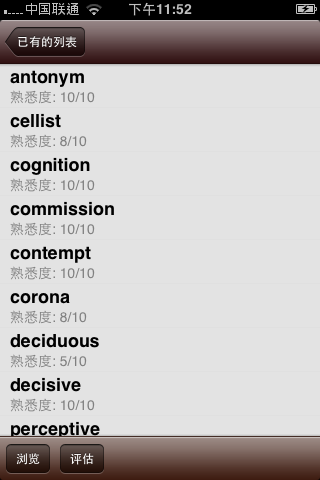 中国联通 下午11:52
已有的列表
antonym
熟悉度: 10/10
cellist
熟悉度: 8/10
cognition
熟悉度: 10/10
commission
熟悉度: 10/10
contempt
熟悉度: 10/10
corona
熟悉度: 8/10
deciduous
熟悉度: 5/10
decisive
熟悉度: 10/10
perceptive
浏览 评估